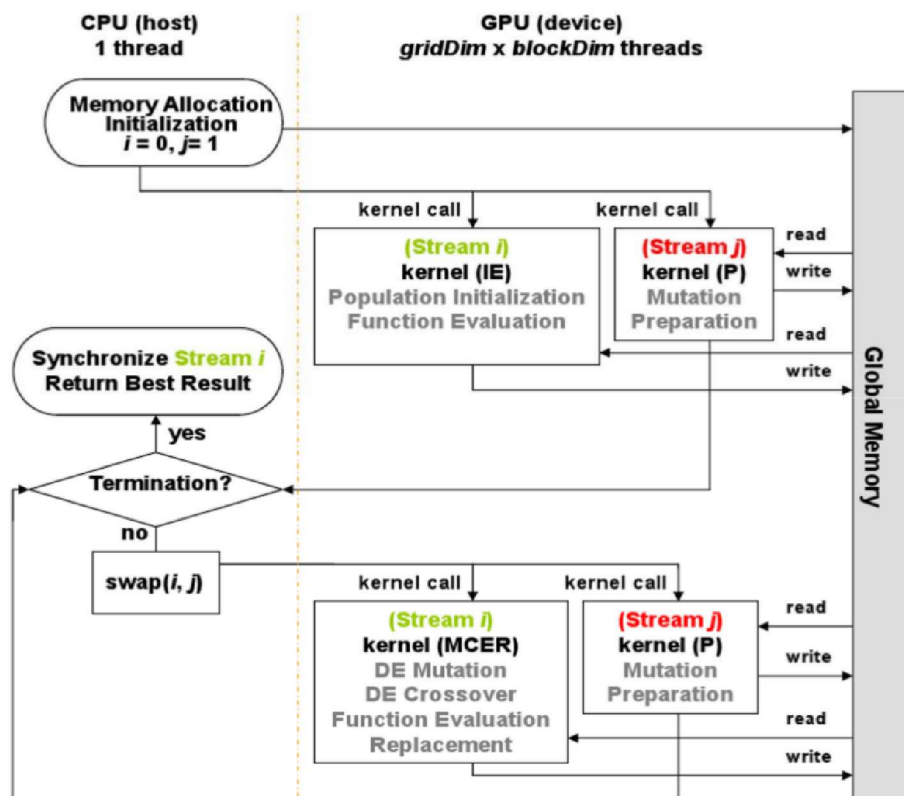 CPU (host)
1 thread
GPU (device)
gridDim x blockDim threads
Memory Allocation
Initialization
i = 0, j= 1
kernel call
kernel call
(Stream i)
kernel (IE)
Population Initialization
Function Evaluation
(Stream j)
kernel (P)
Mutation
Preparation
read
write
read
write
Global Memory
Synchronize Stream i
Return Best Result
yes
Termination?
no
swap(i, j)
kernel call
kernel call
(Stream i)
kernel (MCER)
DE Mutation
DE Crossover
Function Evaluation
Replacement
(Stream j)
kernel (P)
Mutation
Preparation
read
write
read
write